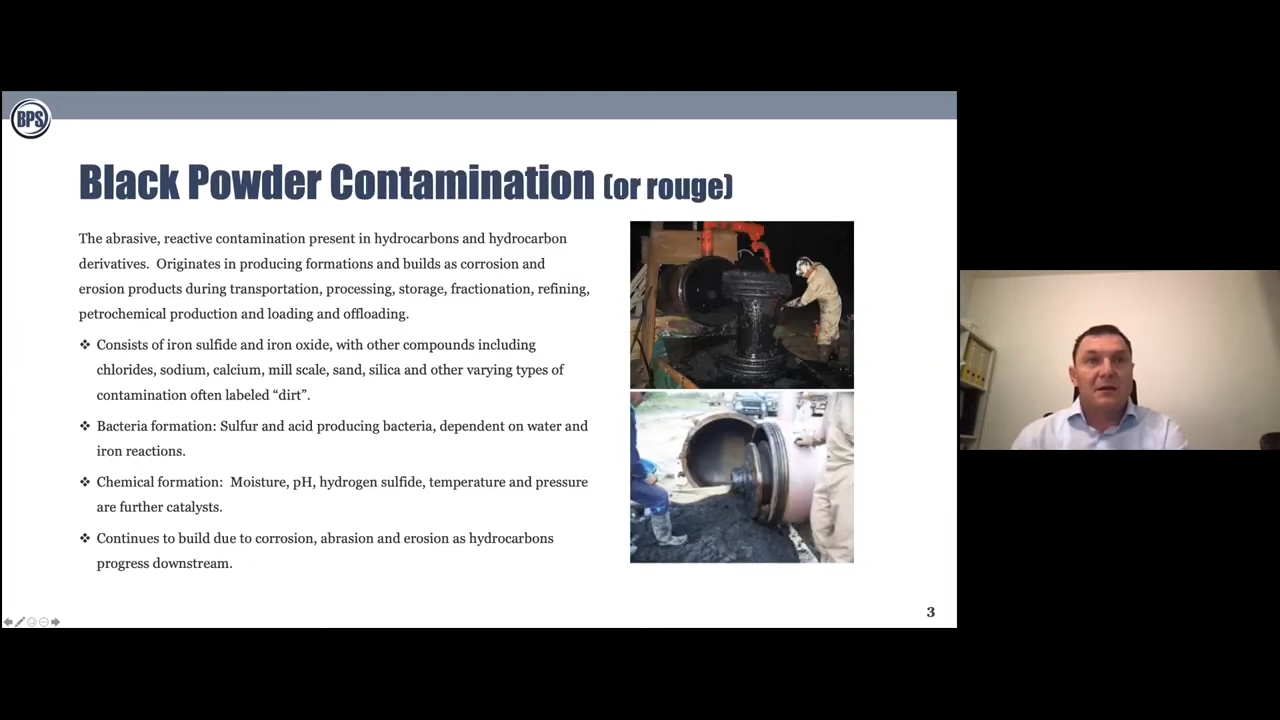 BPS
Black Powder Contamination (or rouge)
The abrasive, reactive contamination present in hydrocarbons and hydrocarbon
derivatives.  Originates in producing formations and builds as corrosion and
erosion products during transportation, processing, storage, fractionation, refining,
petrochemical production and loading and offloading.
❖ Consists of iron sulfide and iron oxide, with other compounds including
chlorides, sodium, calcium, mill scale, sand, silica and other varying types of
contamination often labeled “dirt”.
❖ Bacteria formation: Sulfur and acid producing bacteria, dependent on water and
iron reactions.
❖ Chemical formation:  Moisture, pH, hydrogen sulfide, temperature and pressure
are further catalysts.
❖ Continues to build due to corrosion, abrasion and erosion as hydrocarbons
progress downstream.
3